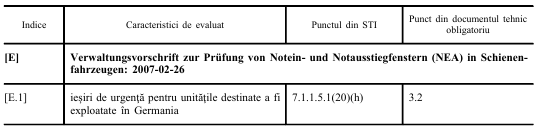 Indice Caracteristici de evaluat Punctul din STI Punct din documentul tehnic
obligatoriu
[E] Verwaltungsvorschrift zur Prüfung von Notein- und Notausstiegfenstern (NEA) in Schienen-
fahrzeugen: 2007-02-26
[E.1] ieșiri de urgență pentru unitățile destinate a fi 7.1.1.5.1(20)(h) 3.2
exploatate în Germania